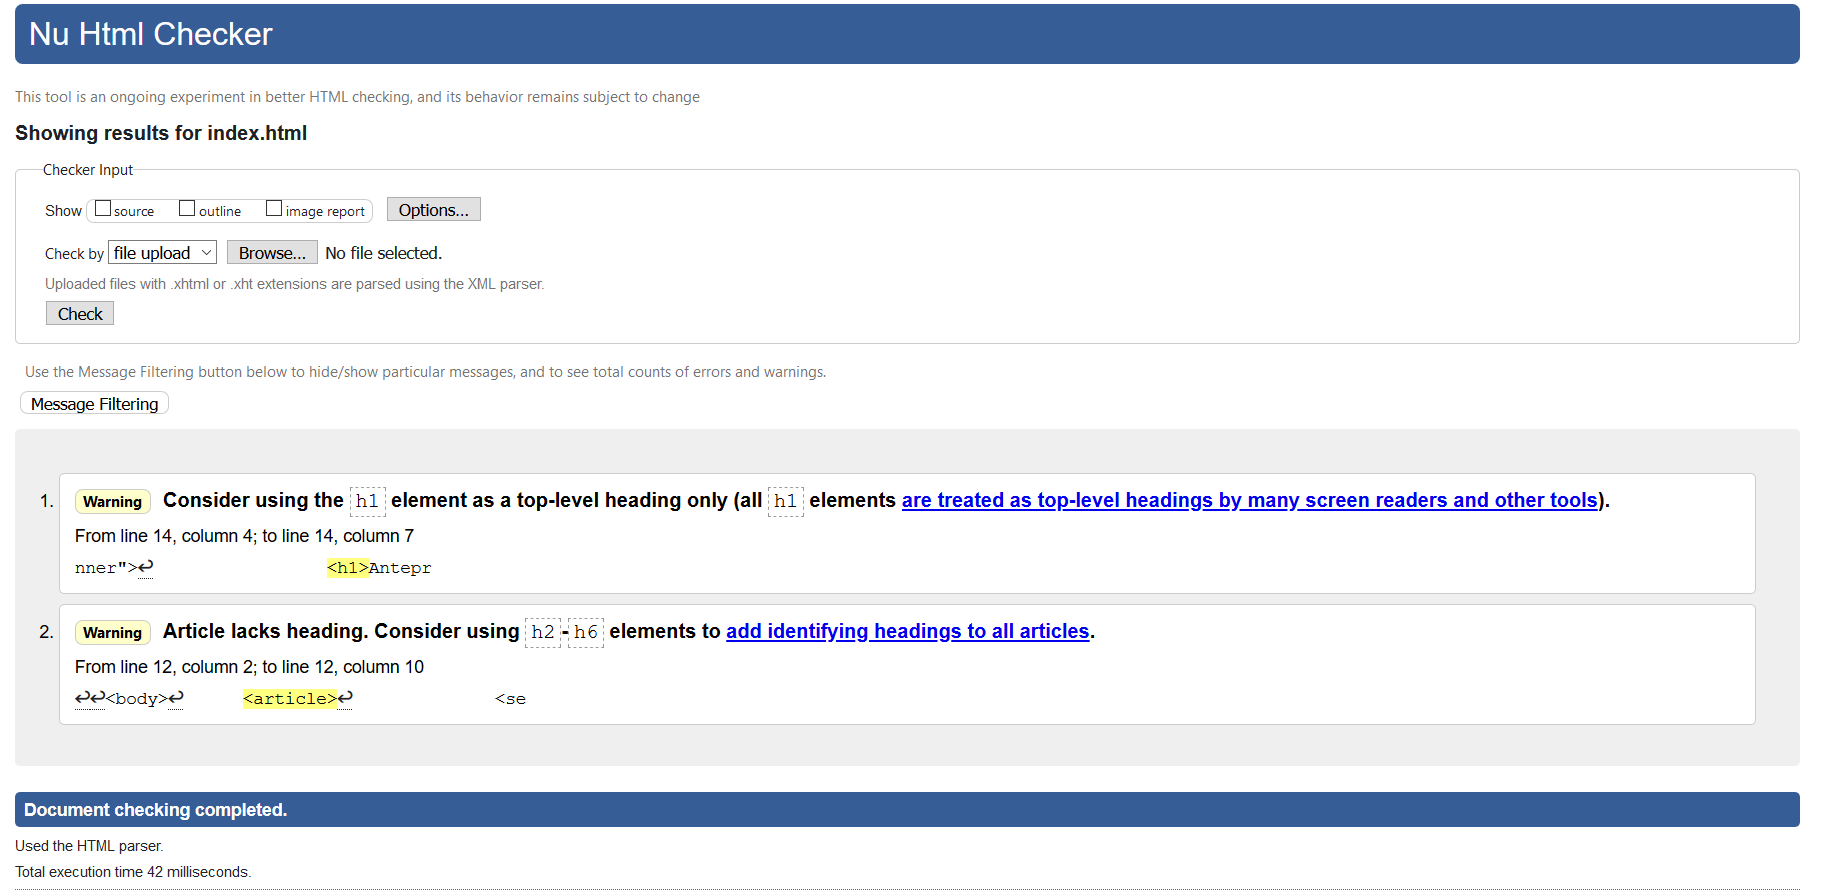 Nu Html Checker
This tool is an ongoing experiment in better HTML checking, and its behavior remains subject to change
Showing results for index.html
Checker Input
Show source outline image report Options...
Check by file upload Browse... No file selected.
Uploaded files with .xhtml or .xht extensions are parsed using the XML parser.
Check
Use the Message Filtering button below to hide/show particular messages, and to see total counts of errors and warnings.
Message Filtering
1. Warning Consider using the h1 element as a top-level heading only (all h1 elements are treated as top-level headings by many screen readers and other tools).
From line 14, column 4; to line 14, column 7
nner">↩ <h1>Antepr
2. Warning Article lacks heading. Consider using h2-h6 elements to add identifying headings to all articles.
From line 12, column 2; to line 12, column 10
↩↩<body>↩ <article>↩ <se
Document checking completed.
Used the HTML parser.
Total execution time 42 milliseconds.